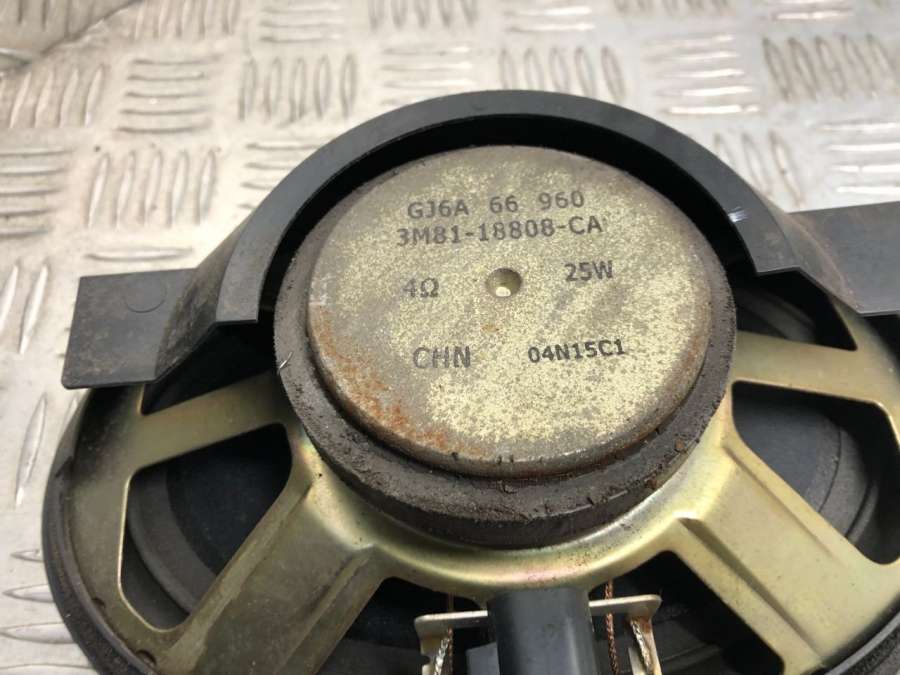 GJ6A 66 960
3M81-18808-CA
4Ω 25W
CHN 04N15C1